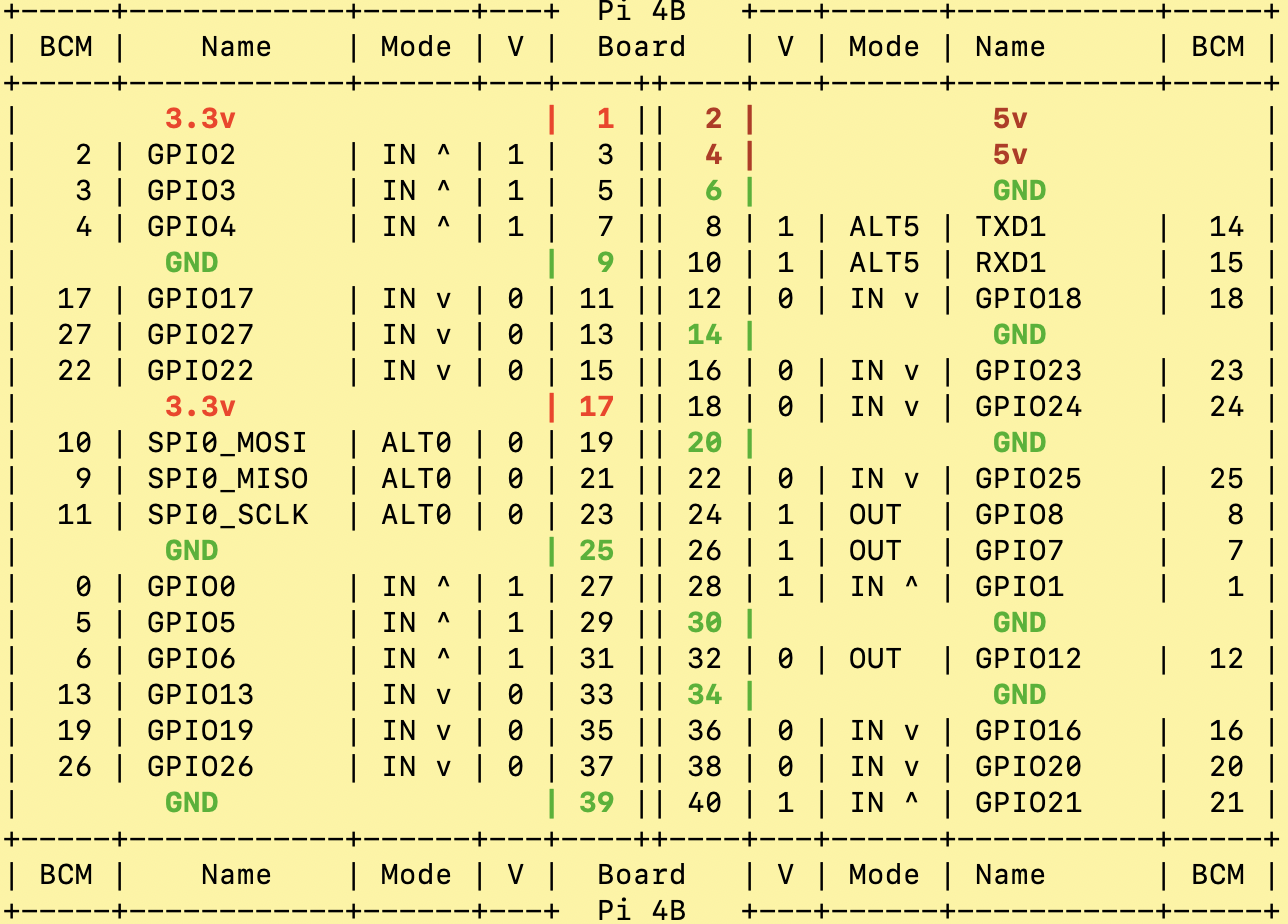 +-----+------------+------+---+  Pi 4B   +---+------+-----------+-----+
| BCM |    Name    | Mode | V |  Board   | V | Mode | Name      | BCM |
+-----+------------+------+---+----++----+---+------+-----------+-----+
|        3.3v                 |  1 ||  2 |             5v             |
|   2 | GPIO2      | IN ^ | 1 |  3 ||  4 |             5v             |
|   3 | GPIO3      | IN ^ | 1 |  5 ||  6 |             GND            |
|   4 | GPIO4      | IN ^ | 1 |  7 ||  8 | 1 | ALT5 | TXD1      | 14  |
|        GND                  |  9 || 10 | 1 | ALT5 | RXD1      | 15  |
|  17 | GPIO17     | IN v | 0 | 11 || 12 | 0 | IN v | GPIO18    | 18  |
|  27 | GPIO27     | IN v | 0 | 13 || 14 |             GND            |
|  22 | GPIO22     | IN v | 0 | 15 || 16 | 0 | IN v | GPIO23    | 23  |
|        3.3v                 | 17 || 18 | 0 | IN v | GPIO24    | 24  |
|  10 | SPI0_MOSI  | ALT0 | 0 | 19 || 20 |             GND            |
|   9 | SPI0_MISO  | ALT0 | 0 | 21 || 22 | 0 | IN v | GPIO25    | 25  |
|  11 | SPI0_SCLK  | ALT0 | 0 | 23 || 24 | 1 | OUT  | GPIO8     |  8  |
|        GND                  | 25 || 26 | 1 | OUT  | GPIO7     |  7  |
|   0 | GPIO0      | IN ^ | 1 | 27 || 28 | 1 | IN ^ | GPIO1     |  1  |
|   5 | GPIO5      | IN ^ | 1 | 29 || 30 |             GND            |
|   6 | GPIO6      | IN ^ | 1 | 31 || 32 | 0 | OUT  | GPIO12    | 12  |
|  13 | GPIO13     | IN v | 0 | 33 || 34 |             GND            |
|  19 | GPIO19     | IN v | 0 | 35 || 36 | 0 | IN v | GPIO16    | 16  |
|  26 | GPIO26     | IN v | 0 | 37 || 38 | 0 | IN v | GPIO20    | 20  |
|        GND                  | 39 || 40 | 1 | IN ^ | GPIO21    | 21  |
+-----+------------+------+---+----++----+---+------+-----------+-----+
| BCM |    Name    | Mode | V |  Board   | V | Mode | Name      | BCM |
+-----+------------+------+---+  Pi 4B   +---+------+-----------+-----+